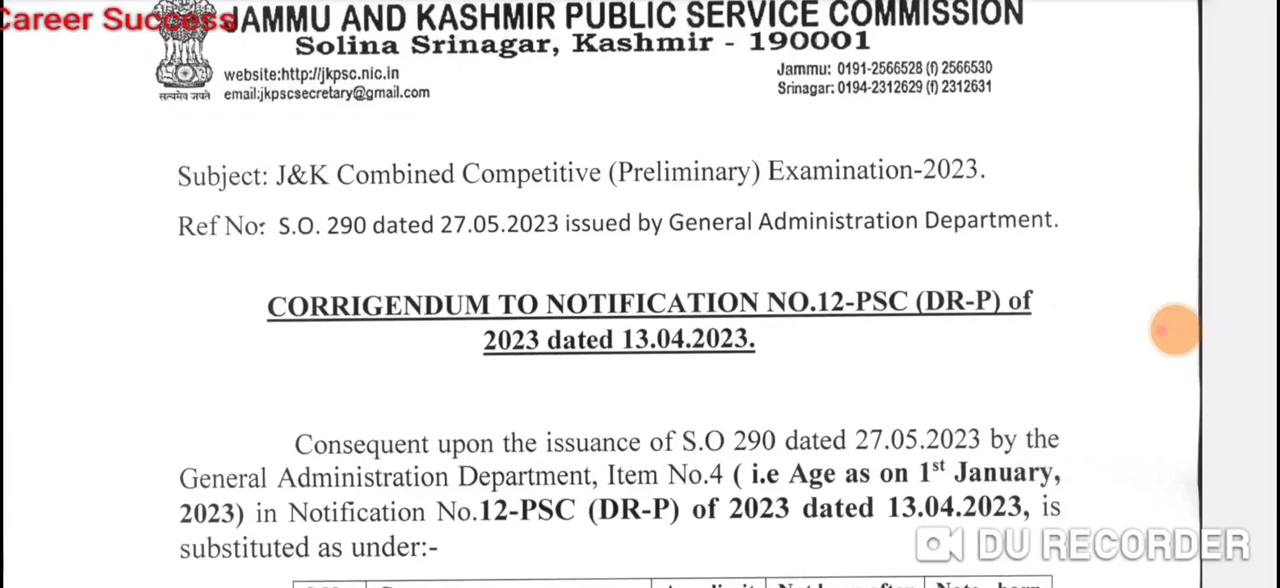 Career Success
JAMMU AND KASHMIR PUBLIC SERVICE COMMISSION
Solina Srinagar, Kashmir - 190001
website:http://jkpsc.nic.in
email:jkpscsecretary@gmail.com
Jammu: 0191-2566528 (f) 2566530
Srinagar: 0194-2312629 (f) 2312631
सत्यमेव जयते
Subject: J&K Combined Competitive (Preliminary) Examination-2023.
Ref No: S.O. 290 dated 27.05.2023 issued by General Administration Department.
CORRIGENDUM TO NOTIFICATION NO.12-PSC (DR-P) of
2023 dated 13.04.2023.
Consequent upon the issuance of S.O 290 dated 27.05.2023 by the
General Administration Department, Item No.4 ( i.e Age as on 1st January,
2023) in Notification No.12-PSC (DR-P) of 2023 dated 13.04.2023, is
substituted as under:-
DU RECORDER